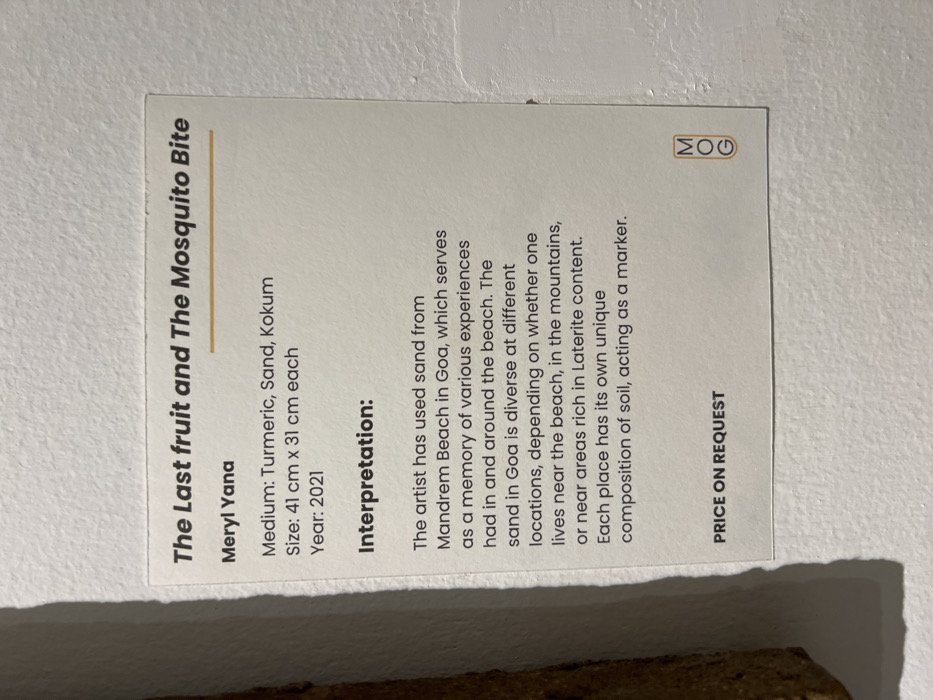 The Last fruit and The Mosquito Bite
Meryl Yana
Medium: Turmeric, Sand, Kokum
Size: 41 cm x 31 cm each
Year: 2021
Interpretation:
The artist has used sand from
Mandrem Beach in Goa, which serves
as a memory of various experiences
had in and around the beach. The
sand in Goa is diverse at different
locations, depending on whether one
lives near the beach, in the mountains,
or near areas rich in Laterite content.
Each place has its own unique
composition of soil, acting as a marker.
PRICE ON REQUEST
MOG